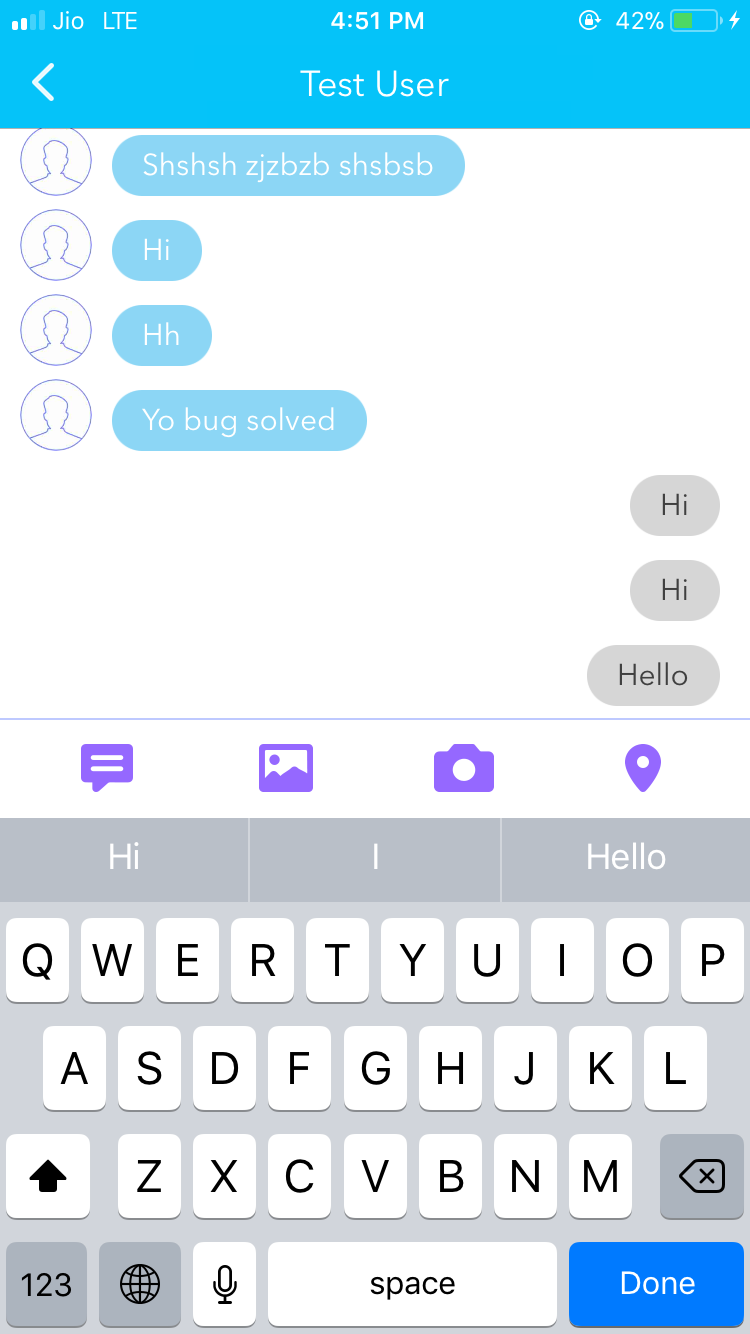 Jio LTE 4:51 PM 42%
Test User
Shshsh zjzbzb shsbsb
Hi
Hh
Yo bug solved
Hi
Hi
Hello
Hi I Hello
Q W E R T Y U I O P
A S D F G H J K L
Z X C V B N M
123 space Done